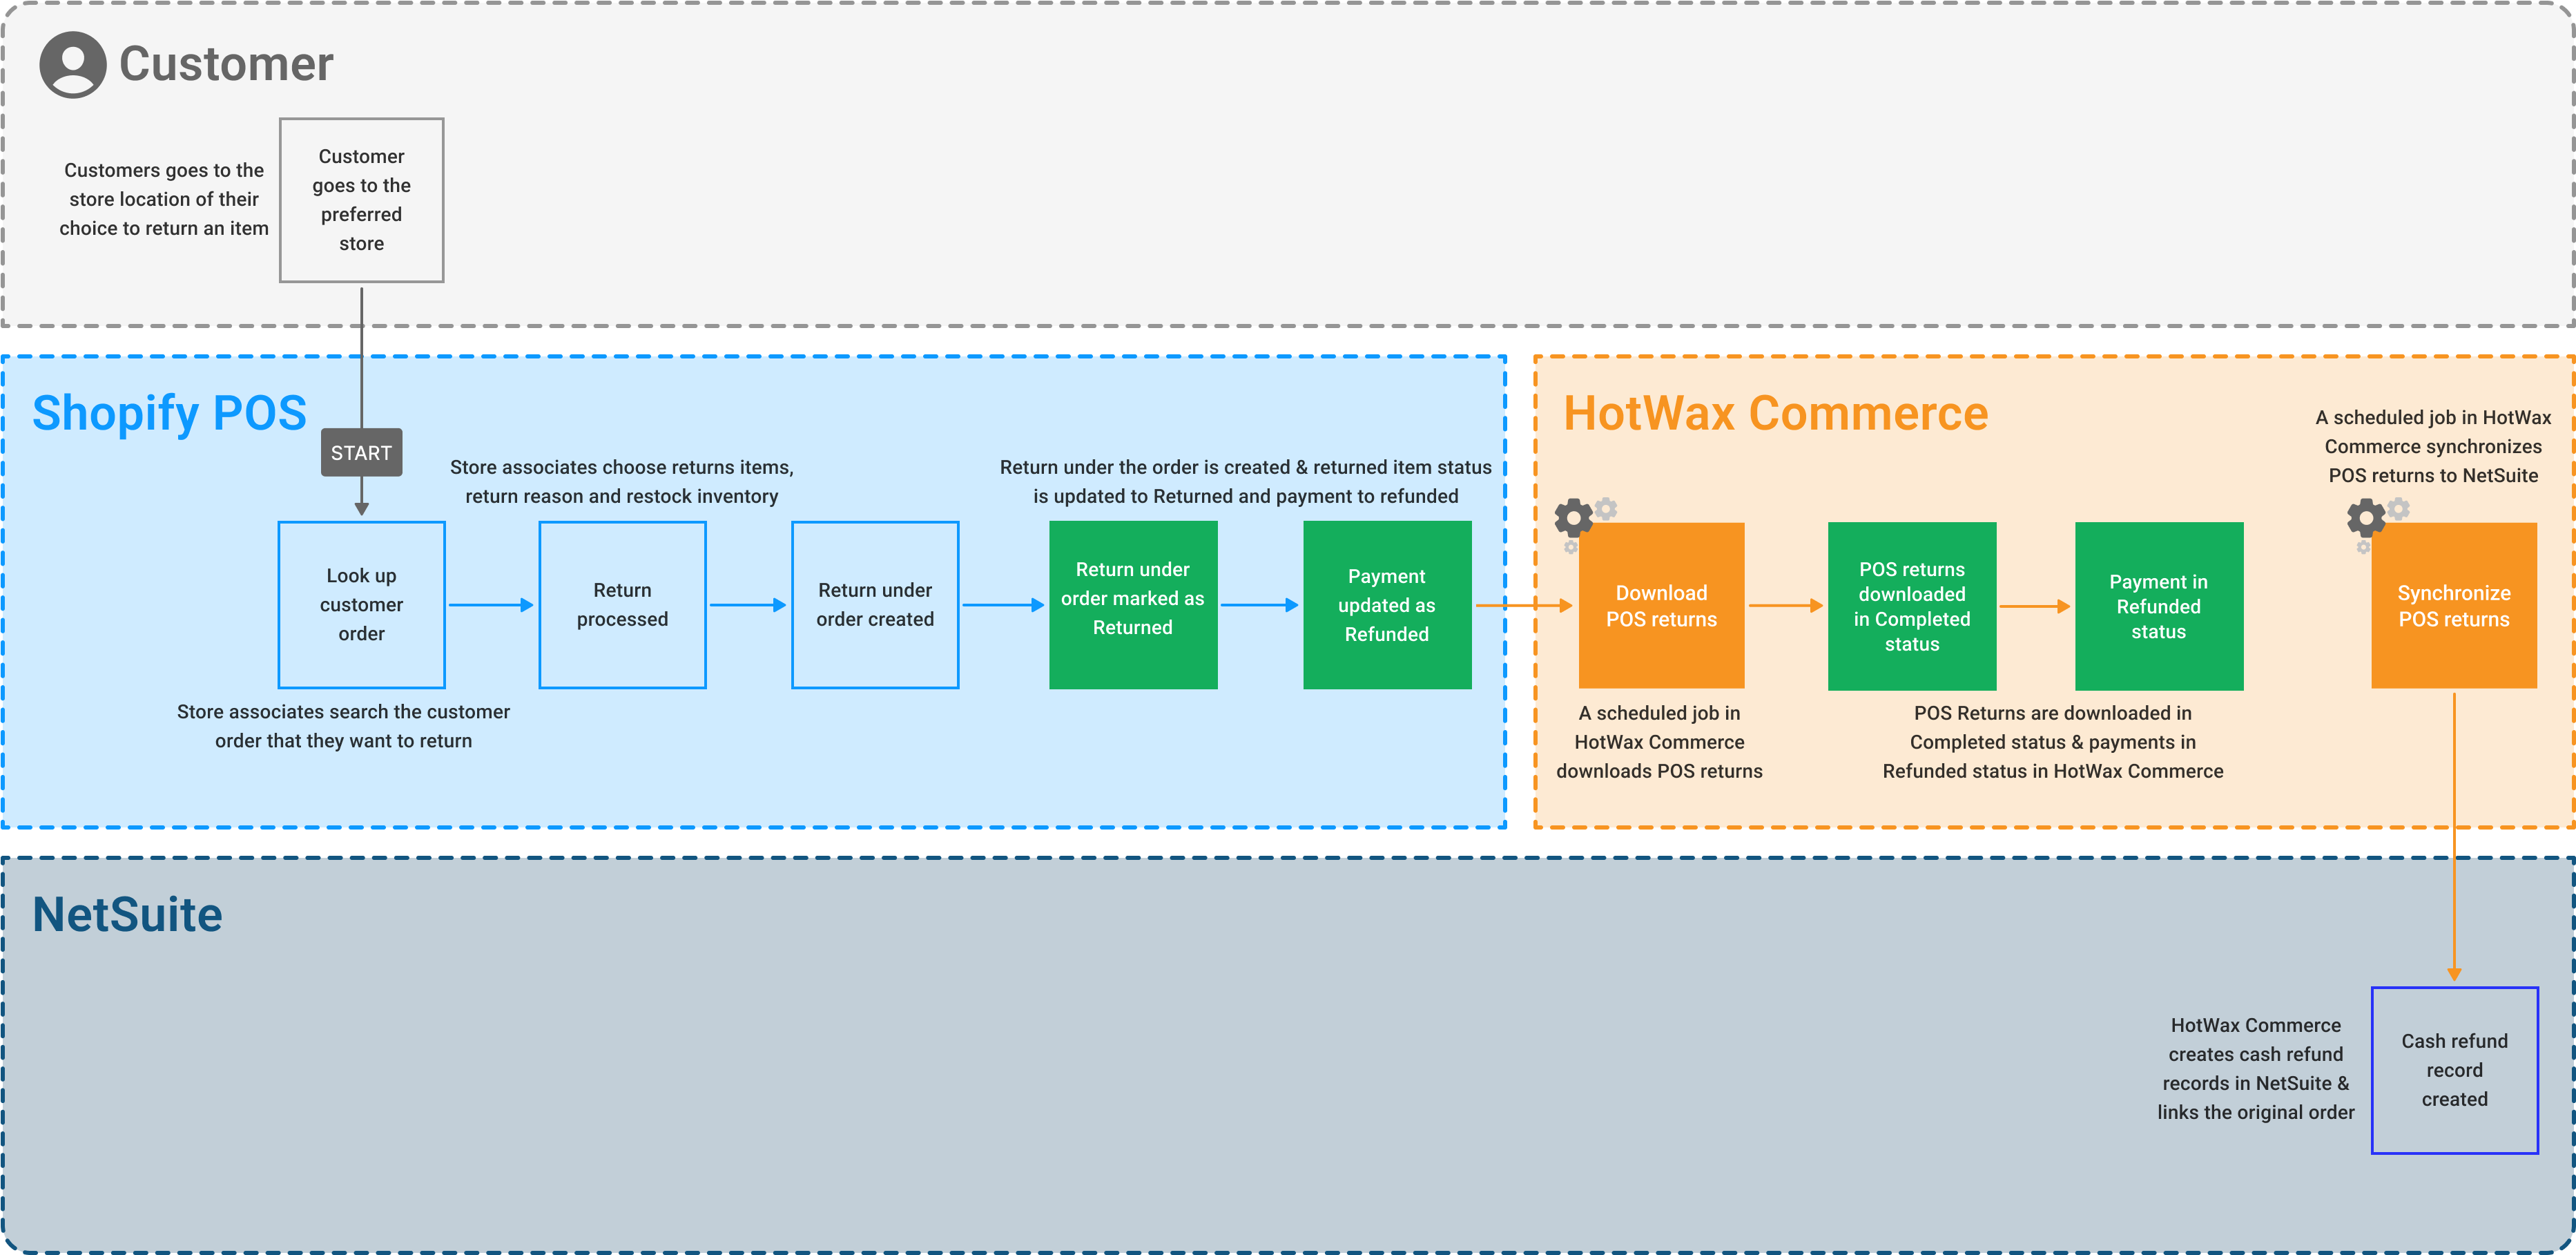 Customer
Customers goes to the
store location of their
choice to return an item
Customer
goes to the
preferred
store
Shopify POS
START
Store associates choose returns items,
return reason and restock inventory
Return under the order is created & returned item status
is updated to Returned and payment to refunded
Look up
customer
order
Return
processed
Return under
order created
Return under
order marked as
Returned
Payment
updated as
Refunded
Store associates search the customer
order that they want to return
HotWax Commerce
A scheduled job in HotWax
Commerce synchronizes
POS returns to NetSuite
Download
POS returns
POS returns
downloaded
in Completed
status
Payment in
Refunded
status
Synchronize
POS returns
A scheduled job in
HotWax Commerce
downloads POS returns
POS Returns are downloaded in
Completed status & payments in
Refunded status in HotWax Commerce
NetSuite
HotWax Commerce
creates cash refund
records in NetSuite &
links the original order
Cash refund
record
created